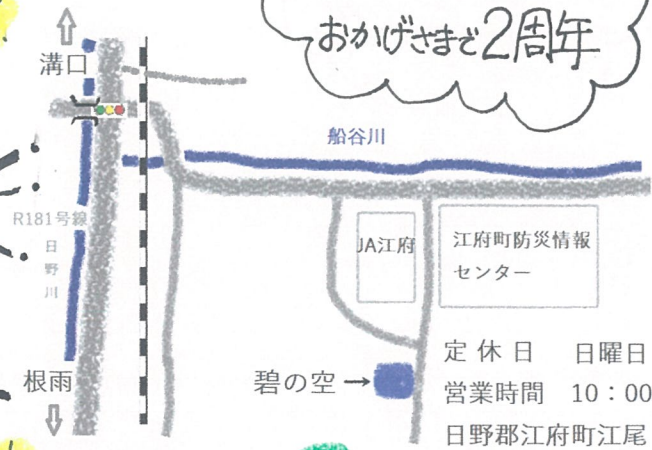 おかげさまで2周年
溝口
船谷川
R181号線
日野川
JA江府
江府町防災情報
センター
根雨
碧の空→
定休日 日曜日
営業時間 10:00
日野郡江府町江尾